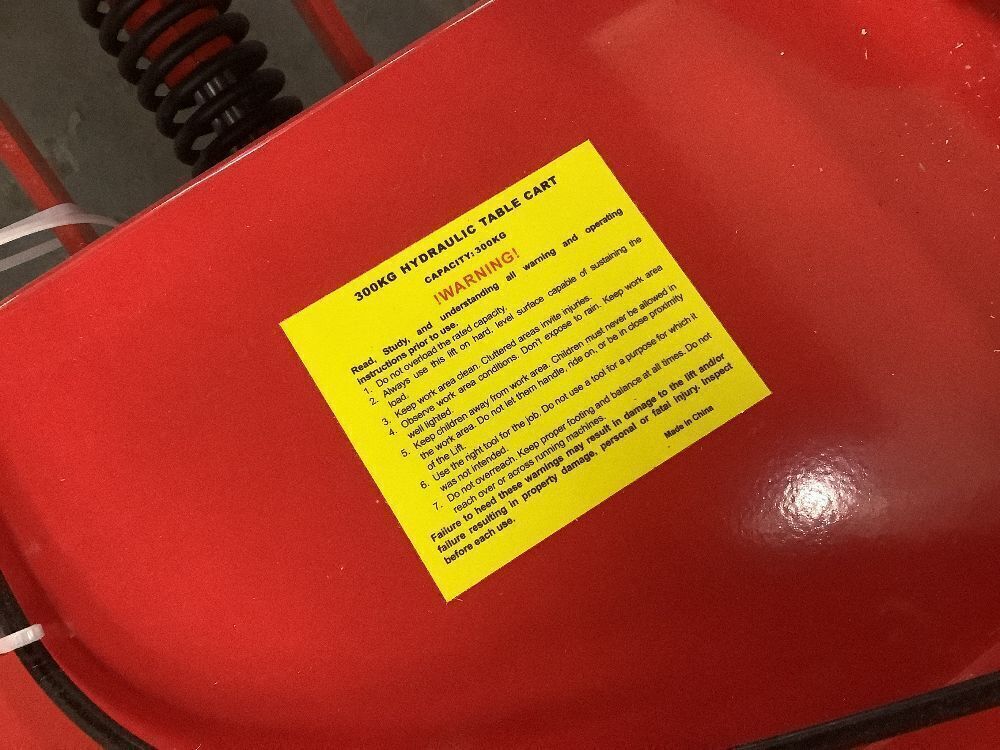 300KG HYDRAULIC TABLE CART
CAPACITY: 300KG
!WARNING!
Read, Study, and understanding all warning and operating
instructions prior to use.
1. Do not overload the rated capacity.
2. Always use this lift on hard, level surface capable of sustaining the
load.
3. Keep work area clean. Cluttered areas invite injuries.
4. Observe work area conditions. Don't expose to rain. Keep work area
well lighted.
5. Keep children away from work area. Children must never be allowed in
the work area. Do not let them handle, ride on, or be in close proximity
of the Lift.
6. Use the right tool for the job. Do not use a tool for a purpose for which it
was not intended.
7. Do not overreach. Keep proper footing and balance at all times. Do not
reach over or across running machines.
Failure to heed these warnings may result in damage to the lift and/or
failure resulting in property damage, personal or fatal injury. Inspect
before each use.
Made in China